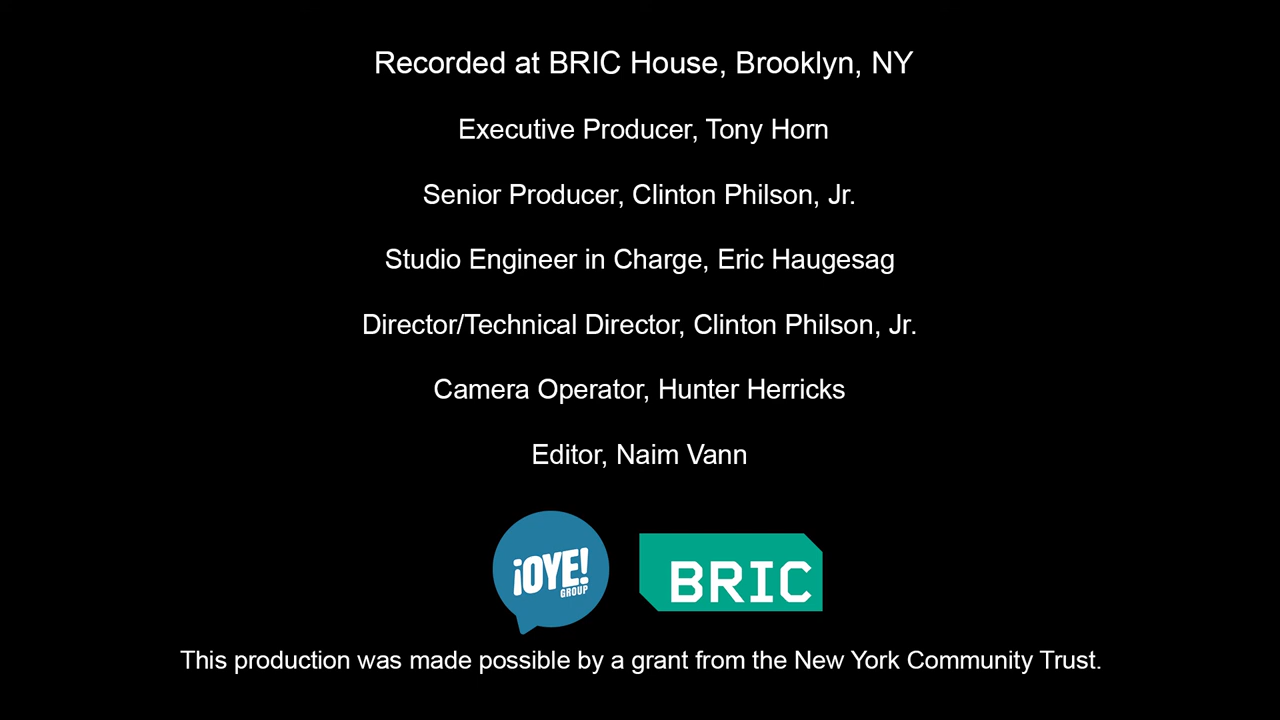 Recorded at BRIC House, Brooklyn, NY
Executive Producer, Tony Horn
Senior Producer, Clinton Philson, Jr.
Studio Engineer in Charge, Eric Haugesag
Director/Technical Director, Clinton Philson, Jr.
Camera Operator, Hunter Herricks
Editor, Naim Vann
¡OYE!
GROUP
BRIC
This production was made possible by a grant from the New York Community Trust.